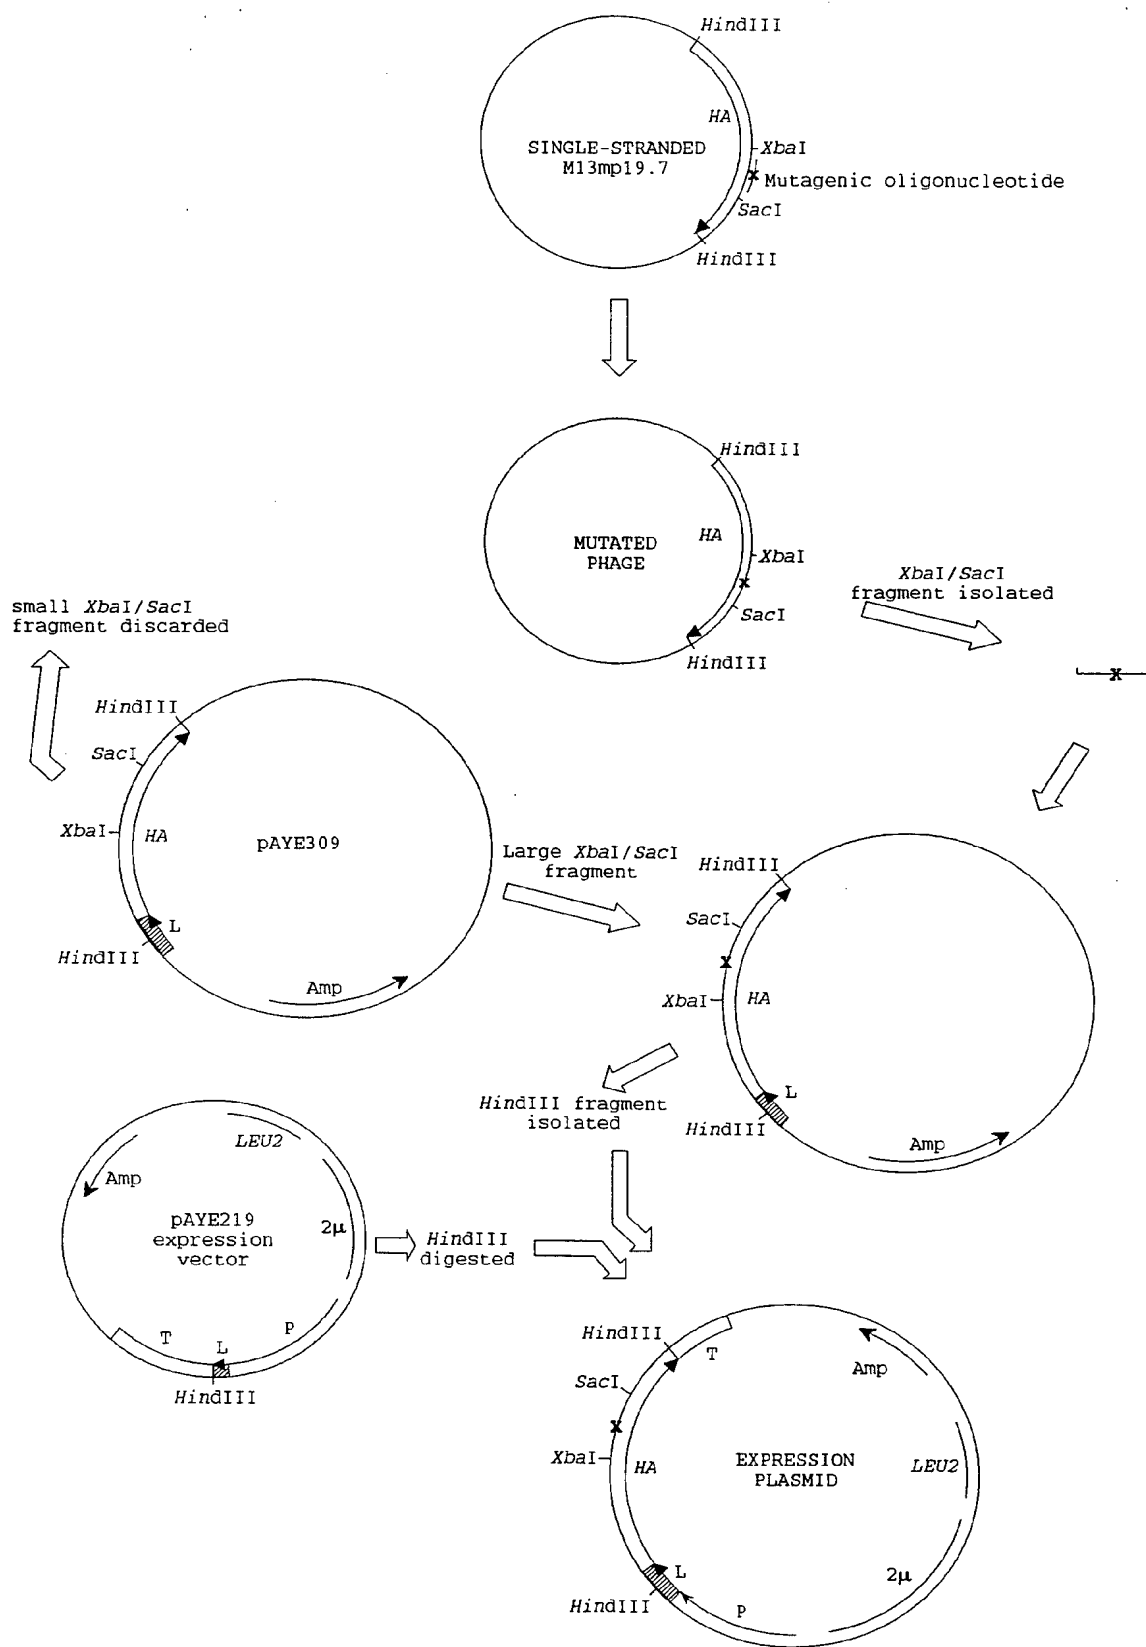 HindIII
HA
SINGLE-STRANDED
M13mp19.7
XbaI
x Mutagenic oligonucleotide
SacI
HindIII
HindIII
HA
MUTATED
PHAGE
XbaI
x
SacI
HindIII
XbaI/SacI
fragment isolated
x
small XbaI/SacI
fragment discarded
HindIII
SacI
XbaI
HA
pAYE309
L
HindIII
Amp
Large XbaI/SacI
fragment
HindIII
SacI
x
XbaI
HA
L
HindIII
Amp
HindIII fragment
isolated
LEU2
Amp
pAYE219
expression
vector
2μ
T
L
P
HindIII
HindIII
digested
HindIII
T
Amp
SacI
x
XbaI
HA
EXPRESSION
PLASMID
LEU2
L
2μ
HindIII
P